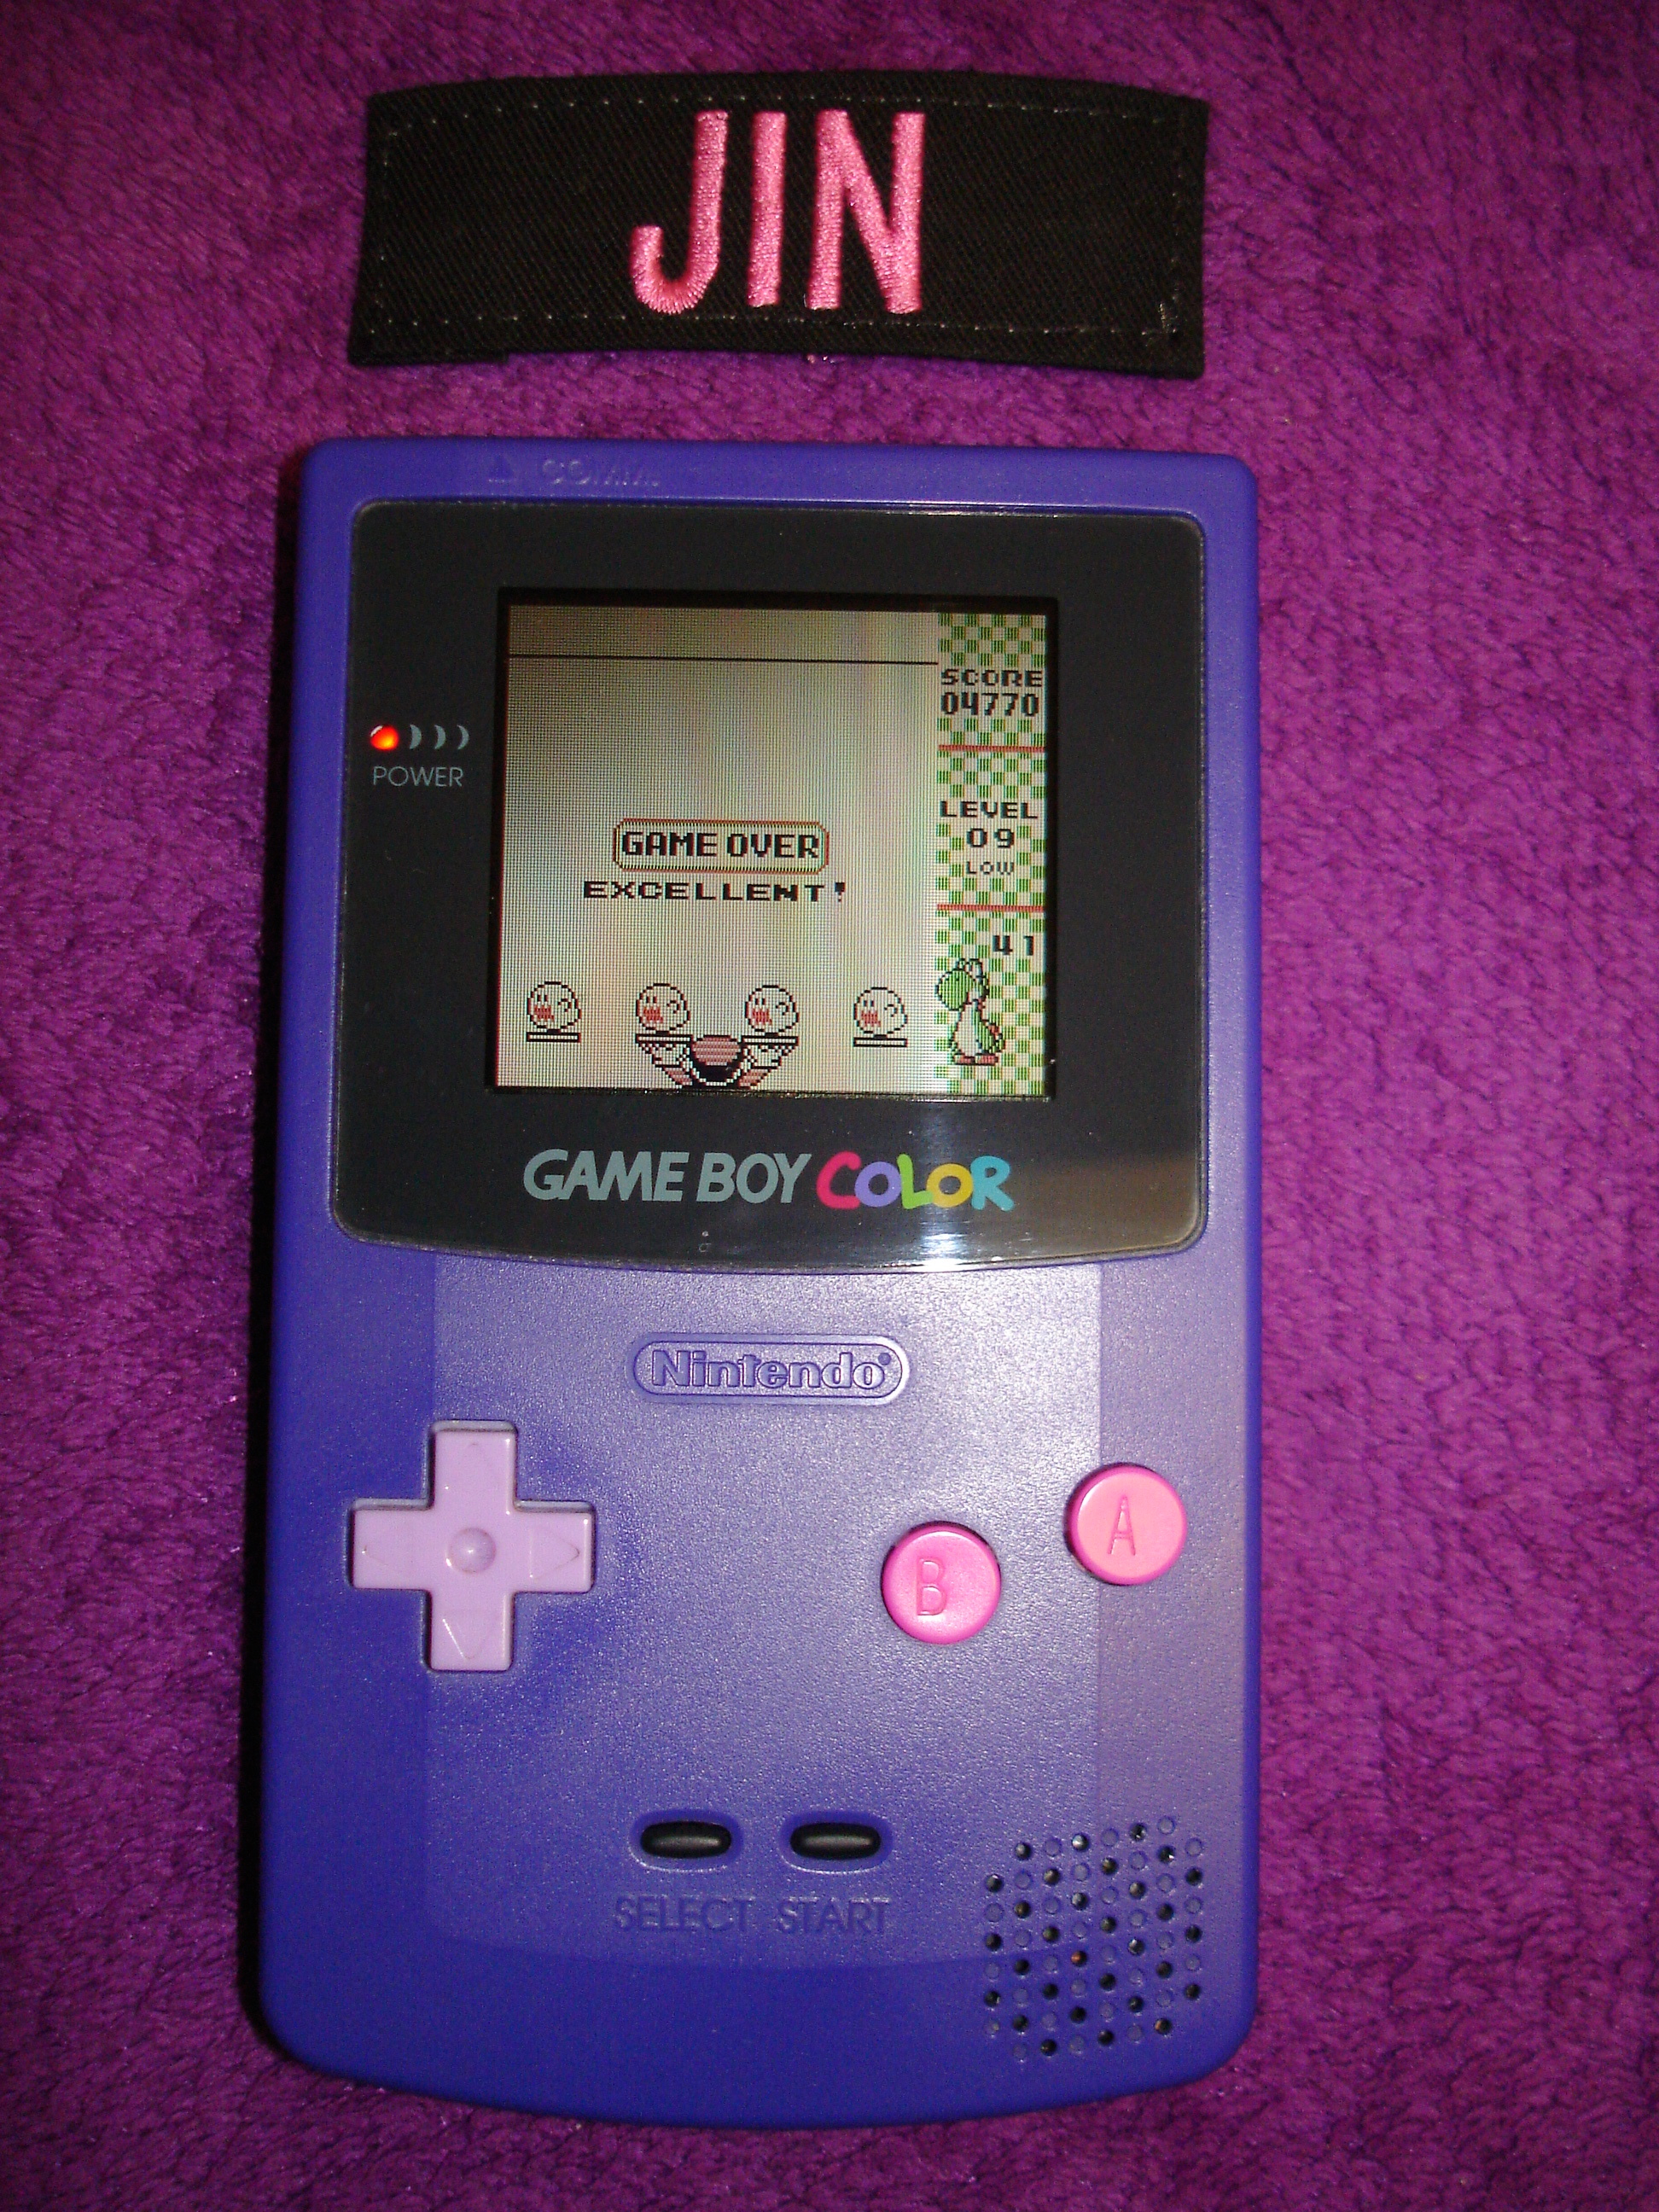 JIN
COMM.
SCORE
04770
POWER
LEVEL
09
LOW
GAME OVER
EXCELLENT!
41
GAME BOY COLOR
Nintendo®
A
B
SELECT START